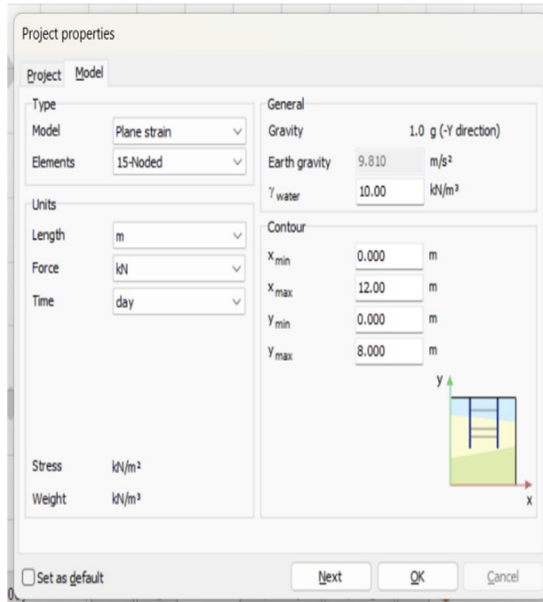 Project properties
Project Model
Type
Model Plane strain
Elements 15-Noded
Units
Length m
Force kN
Time day
Stress kN/m²
Weight kN/m³
General
Gravity 1.0 g (-Y direction)
Earth gravity 9.810 m/s²
γ water 10.00 kN/m³
Contour
x min 0.000 m
x max 12.00 m
y min 0.000 m
y max 8.000 m
y
x
Set as default Next OK Cancel